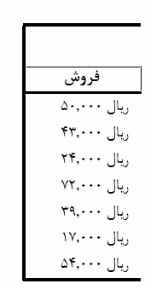 فروش
ریال ۵۰,۰۰۰
ریال ۴۳,۰۰۰
ریال ۲۴,۰۰۰
ریال ۷۲,۰۰۰
ریال ۳۹,۰۰۰
ریال ۱۷,۰۰۰
ریال ۵۴,۰۰۰